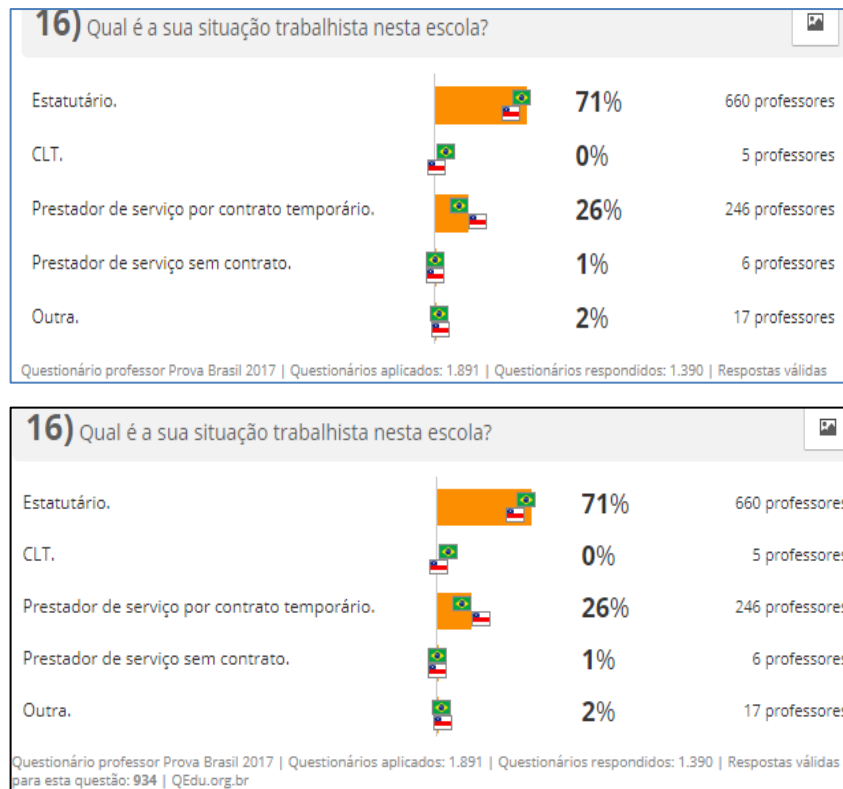 16) Qual é a sua situação trabalhista nesta escola?
Estatutário. 71% 660 professores
CLT. 0% 5 professores
Prestador de serviço por contrato temporário. 26% 246 professores
Prestador de serviço sem contrato. 1% 6 professores
Outra. 2% 17 professores
Questionário professor Prova Brasil 2017 | Questionários aplicados: 1.891 | Questionários respondidos: 1.390 | Respostas válidas
16) Qual é a sua situação trabalhista nesta escola?
Estatutário. 71% 660 professores
CLT. 0% 5 professores
Prestador de serviço por contrato temporário. 26% 246 professores
Prestador de serviço sem contrato. 1% 6 professores
Outra. 2% 17 professores
Questionário professor Prova Brasil 2017 | Questionários aplicados: 1.891 | Questionários respondidos: 1.390 | Respostas válidas
para esta questão: 934 | QEdu.org.br